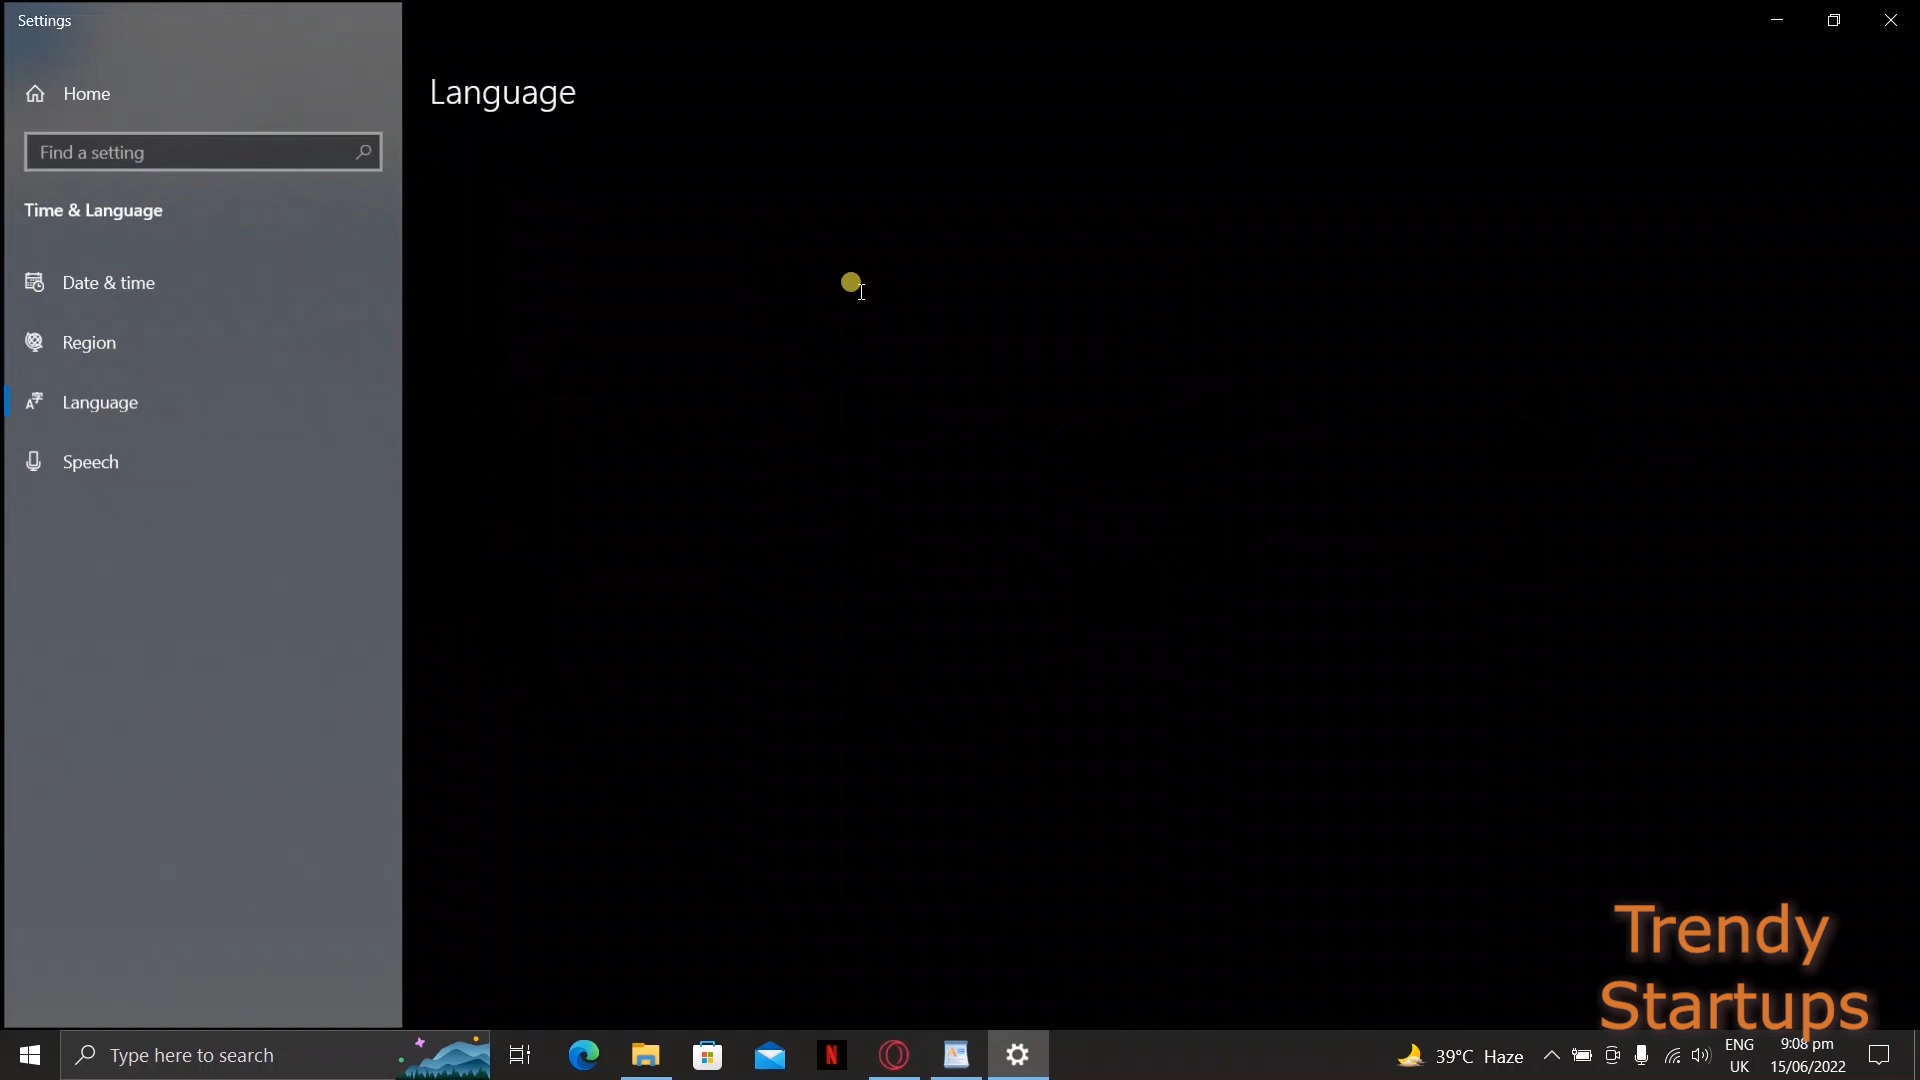 Settings
Home
Language
Find a setting
Time & Language
Date & time
Region
Language
Speech
Trendy
Startups
Type here to search
39°C Haze
ENG
UK
9:08 pm
15/06/2022